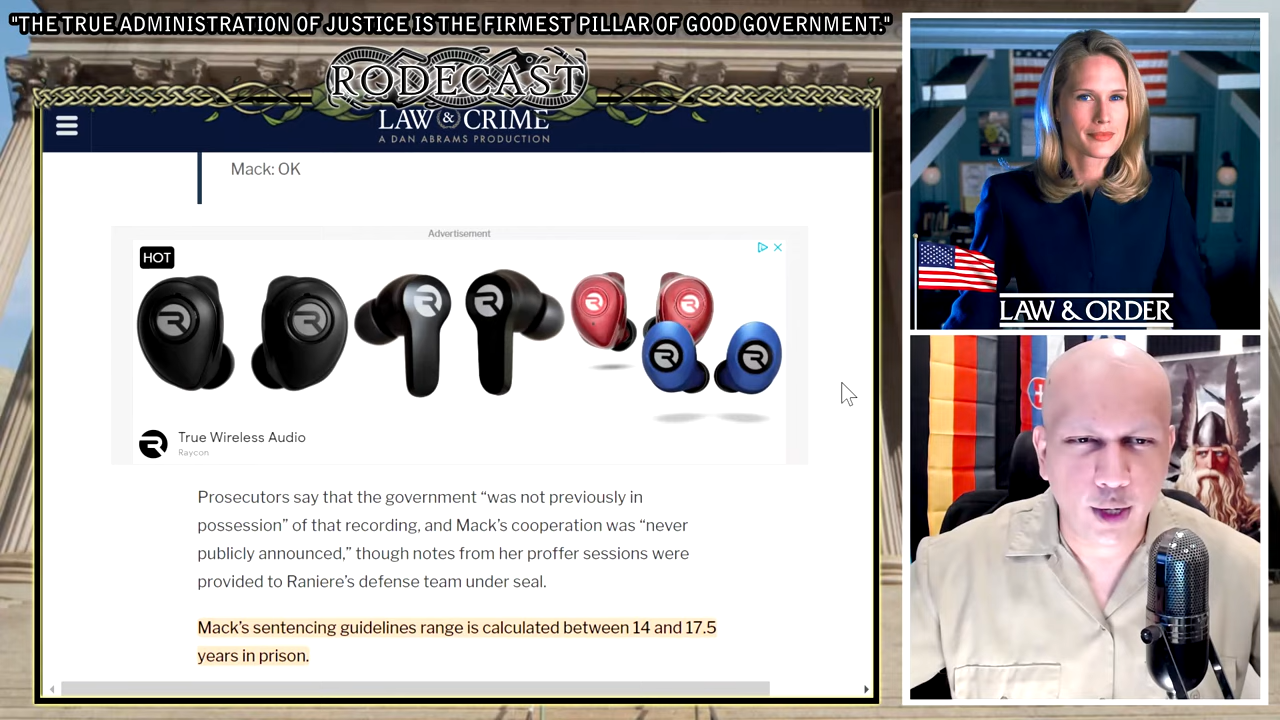 "THE TRUE ADMINISTRATION OF JUSTICE IS THE FIRMEST PILLAR OF GOOD GOVERNMENT."
RODECAST
LAW & CRIME
A DAN ABRAMS PRODUCTION
Mack: OK
Advertisement
HOT
True Wireless Audio
Raycon
Prosecutors say that the government “was not previously in
possession” of that recording, and Mack’s cooperation was “never
publicly announced,” though notes from her proffer sessions were
provided to Raniere’s defense team under seal.
Mack’s sentencing guidelines range is calculated between 14 and 17.5
years in prison.
LAW & ORDER